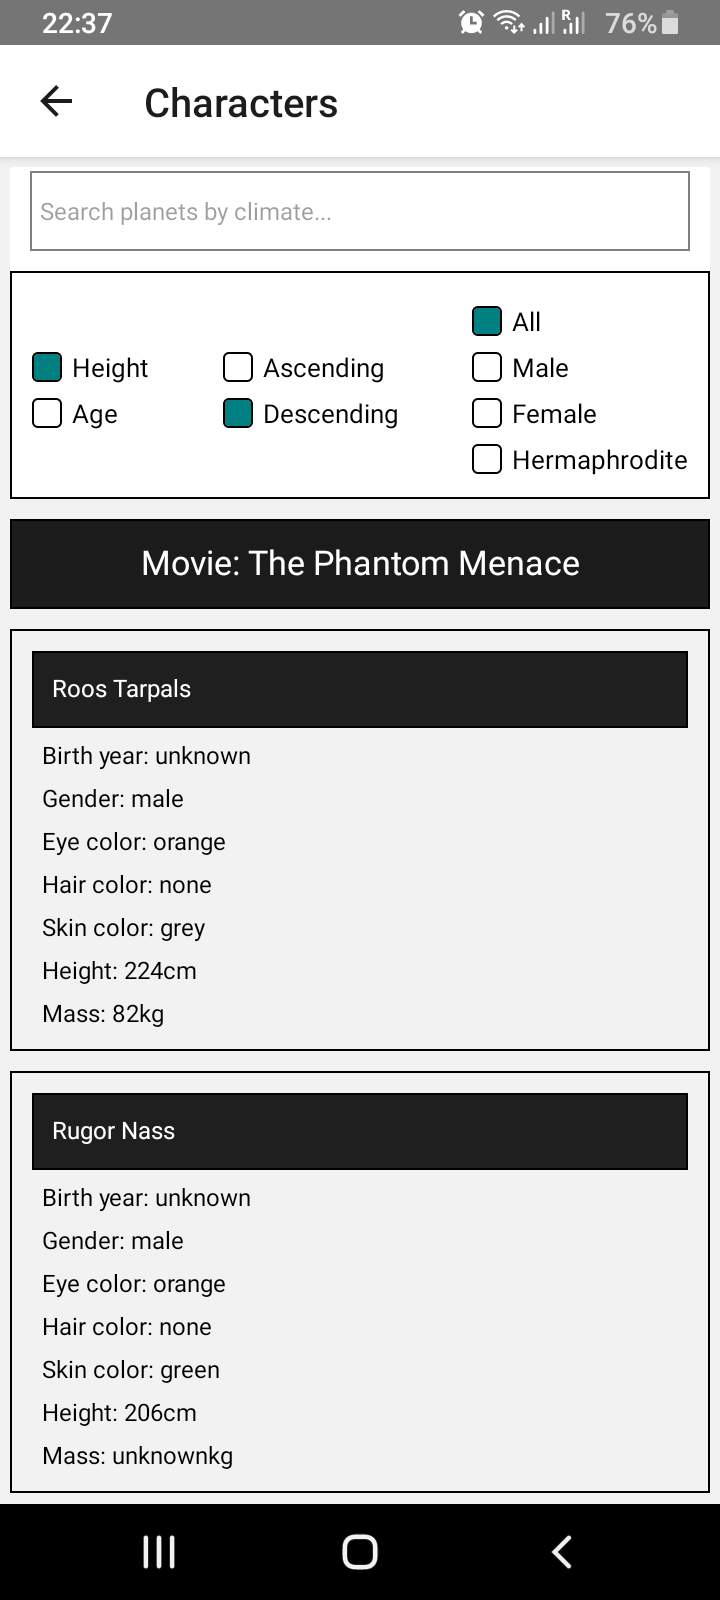 22:37
R
76%
Characters
Search planets by climate...
All
Height
Ascending
Male
Age
Descending
Female
Hermaphrodite
Movie: The Phantom Menace
Roos Tarpals
Birth year: unknown
Gender: male
Eye color: orange
Hair color: none
Skin color: grey
Height: 224cm
Mass: 82kg
Rugor Nass
Birth year: unknown
Gender: male
Eye color: orange
Hair color: none
Skin color: green
Height: 206cm
Mass: unknownkg